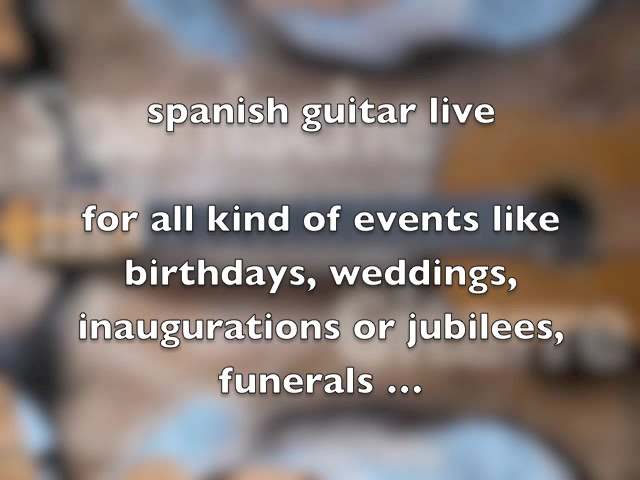 spanish guitar live
for all kind of events like
birthdays, weddings,
inaugurations or jubilees,
funerals ...